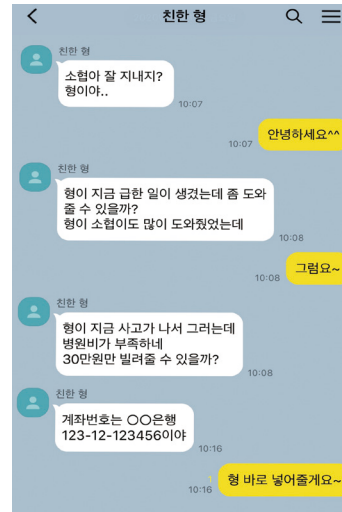 친한 형
친한 형
소협아 잘 지내지?
형이야..
10:07
안녕하세요^^
10:07
친한 형
형이 지금 급한 일이 생겼는데 좀 도와
줄 수 있을까?
형이 소협이도 많이 도와줬었는데
10:08
그럼요~
10:08
친한 형
형이 지금 사고가 나서 그러는데
병원비가 부족하네
30만원만 빌려줄 수 있을까?
10:08
친한 형
계좌번호는 〇〇은행
123-12-123456이야
10:16
1
형 바로 넣어줄게요~
10:16